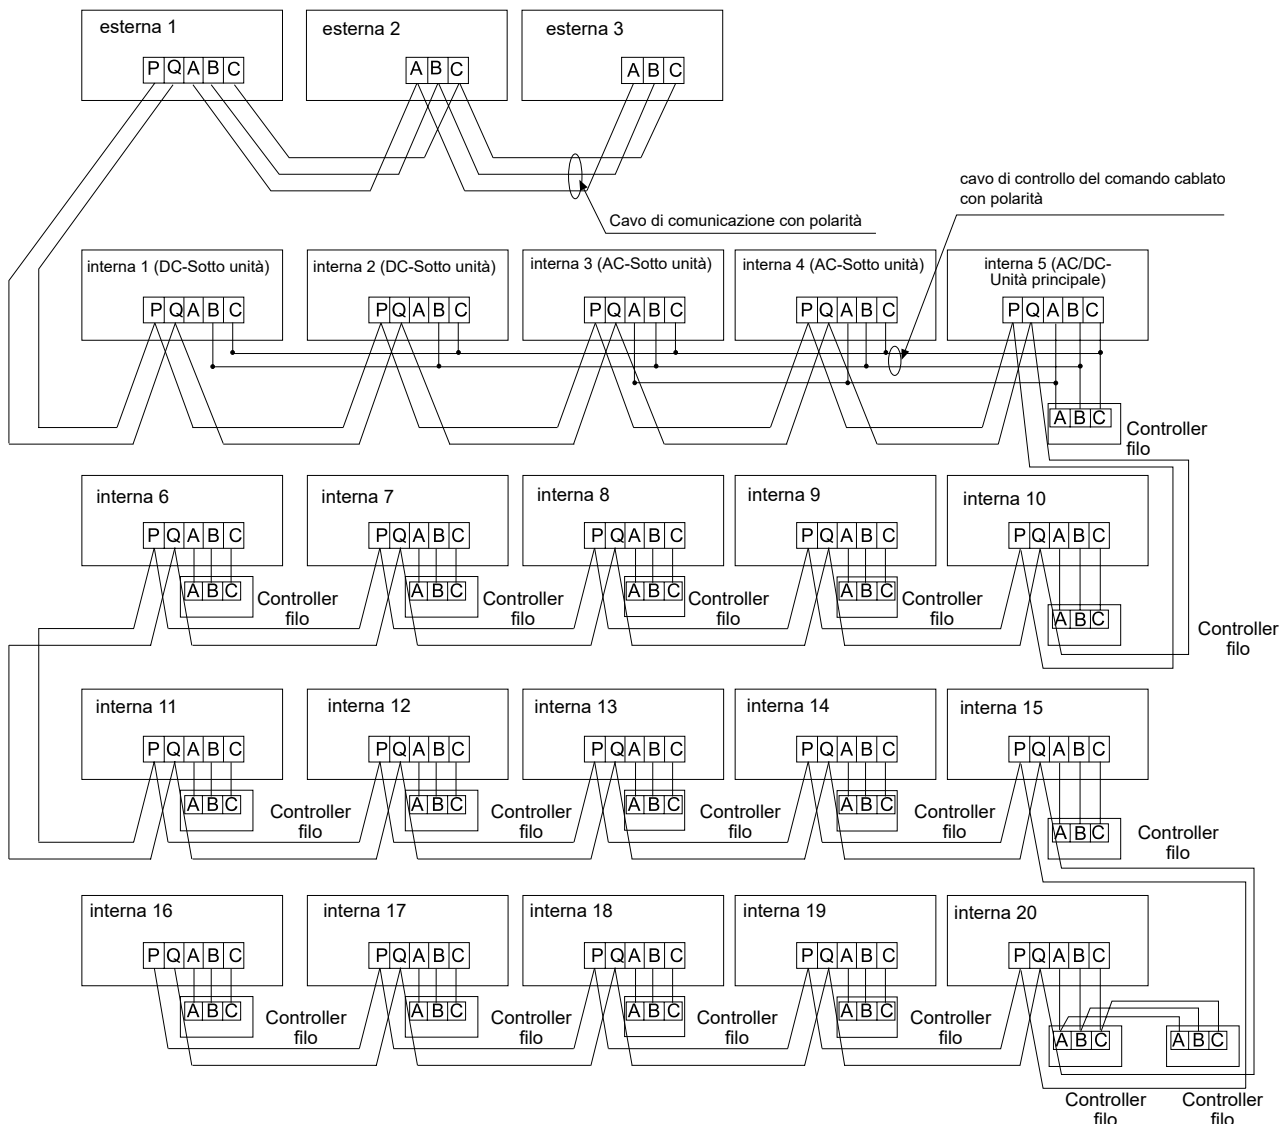 esterna 1
esterna 2
esterna 3
P Q A B C
A B C
A B C
cavo di controllo del comando cablato
con polarità
Cavo di comunicazione con polarità
interna 1 (DC-Sotto unità)
interna 2 (DC-Sotto unità)
interna 3 (AC-Sotto unità)
interna 4 (AC-Sotto unità)
interna 5 (AC/DC-
Unità principale)
P Q A B C
P Q A B C
P Q A B C
P Q A B C
P Q A B C
A B C
Controller
filo
interna 6
interna 7
interna 8
interna 9
interna 10
P Q A B C
P Q A B C
P Q A B C
P Q A B C
P Q A B C
A B C
Controller
filo
A B C
Controller
filo
A B C
Controller
filo
A B C
Controller
filo
A B C
Controller
filo
interna 11
interna 12
interna 13
interna 14
interna 15
P Q A B C
P Q A B C
P Q A B C
P Q A B C
P Q A B C
A B C
Controller
filo
A B C
Controller
filo
A B C
Controller
filo
A B C
Controller
filo
A B C
Controller
filo
interna 16
interna 17
interna 18
interna 19
interna 20
P Q A B C
P Q A B C
P Q A B C
P Q A B C
P Q A B C
A B C
Controller
filo
A B C
Controller
filo
A B C
Controller
filo
A B C
Controller
filo
A B C
Controller
filo
A B C
Controller
filo